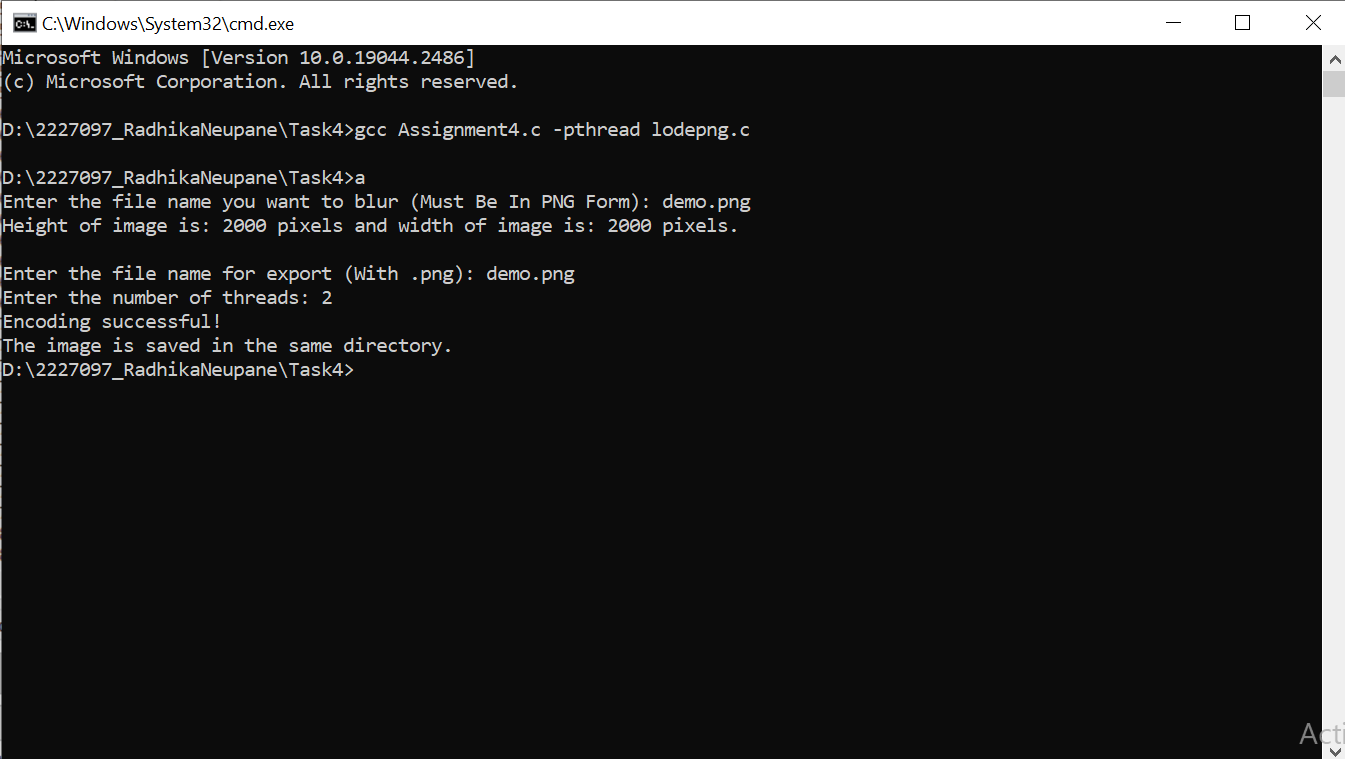 C:\Windows\System32\cmd.exe
Microsoft Windows [Version 10.0.19044.2486]
(c) Microsoft Corporation. All rights reserved.
D:\2227097_RadhikaNeupane\Task4>gcc Assignment4.c -pthread lodepng.c
D:\2227097_RadhikaNeupane\Task4>a
Enter the file name you want to blur (Must Be In PNG Form): demo.png
Height of image is: 2000 pixels and width of image is: 2000 pixels.
Enter the file name for export (With .png): demo.png
Enter the number of threads: 2
Encoding successful!
The image is saved in the same directory.
D:\2227097_RadhikaNeupane\Task4>